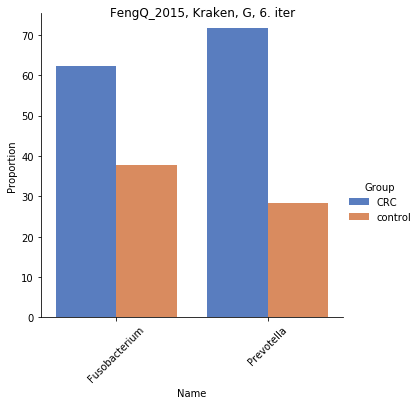 FengQ_2015, Kraken, G, 6. iter
70
60
50
40
30
20
10
0
Proportion
Fusobacterium
Prevotella
Name
Group
CRC
control